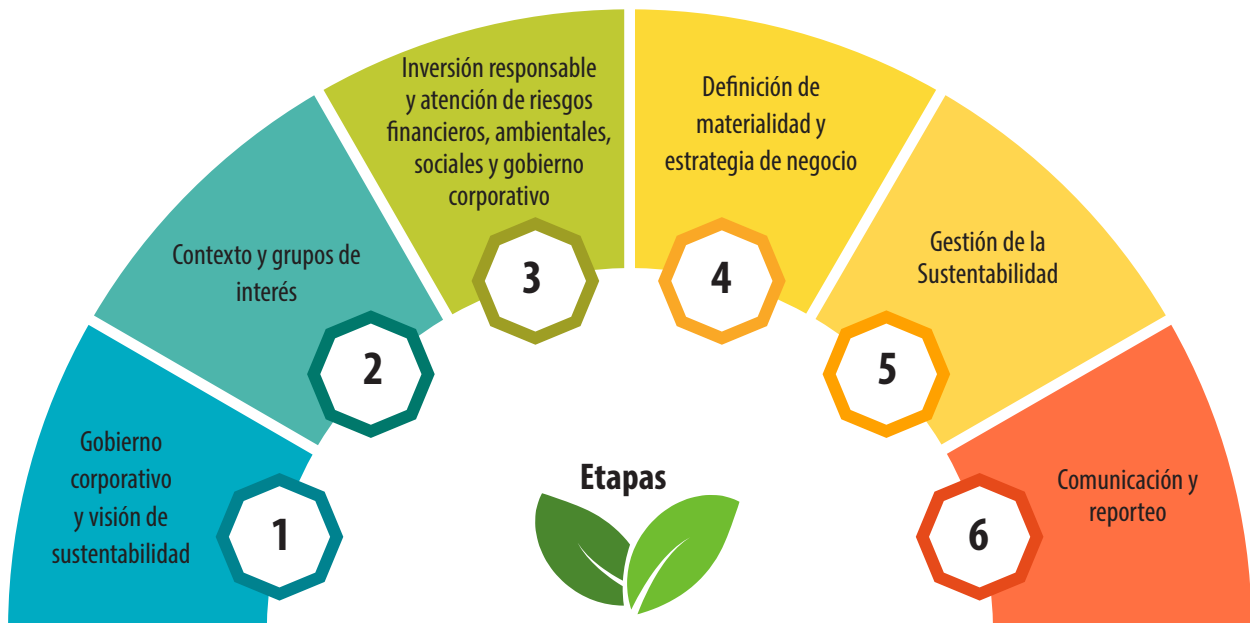 Gobierno
corporativo
y visión de
sustentabilidad
1
Contexto y grupos de
interés
2
Inversión responsable
y atención de riesgos
financieros, ambientales,
sociales y gobierno
corporativo
3
Definición de
materialidad y
estrategia de negocio
4
Gestión de la
Sustentabilidad
5
Comunicación y
reporteo
6
Etapas